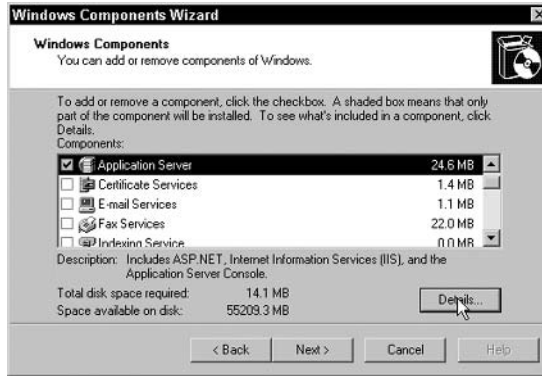 Windows Components Wizard
Windows Components
You can add or remove components of Windows.
To add or remove a component, click the checkbox. A shaded box means that only
part of the component will be installed. To see what's included in a component, click
Details.
Components:
Application Server 24.6 MB
Certificate Services 1.4 MB
E-mail Services 1.1 MB
Fax Services 22.0 MB
Indexing Service 0.0 MB
Description: Includes ASP.NET, Internet Information Services (IIS), and the
Application Server Console.
Total disk space required: 14.1 MB
Space available on disk: 55209.3 MB
Details...
< Back Next > Cancel Help